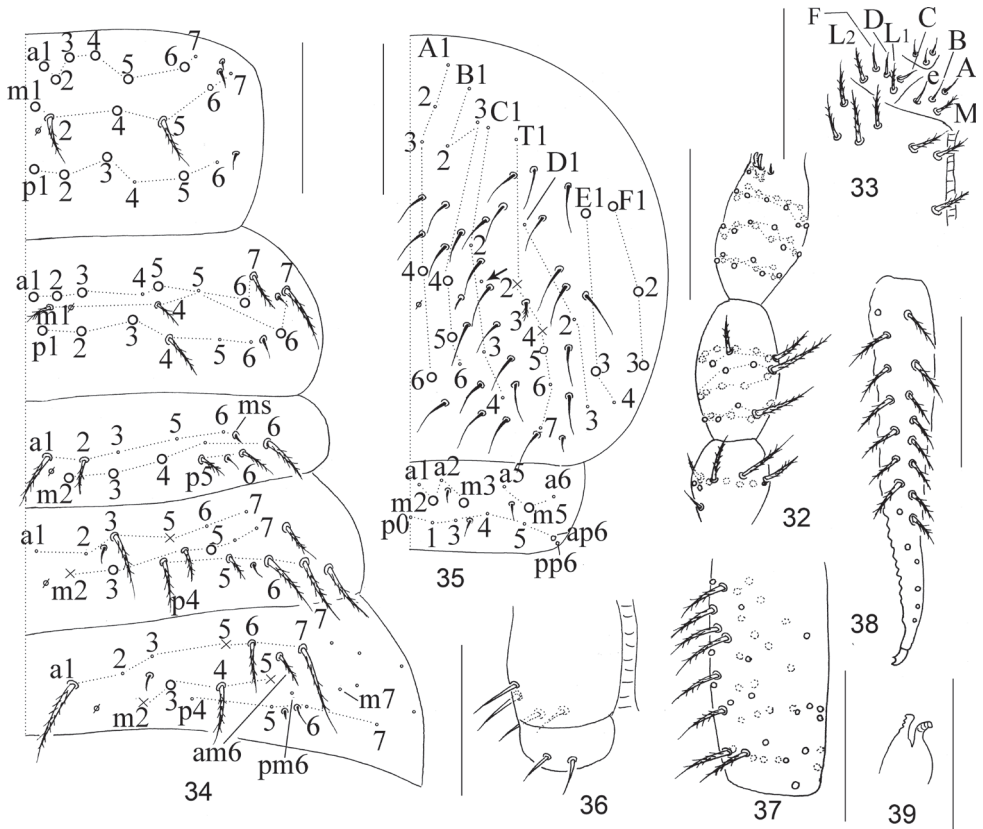 a1 3 4 7
2 5 6 7
m1 2 4 5 6
p1 2 3 4 5 6
a1 2 3 4 5 5 7 6 7
m1 4
p1 2 3 4 5 6 6
a1 2 3 5 6 ms 6
m2 3 4 p5
a1 2 3 5 6 7 7
m2 3 p4 5 5 6 7
a1 2 3 5 6 7
m2 3 p4 4 5 5 6 m7 7
am6 pm6
34
A1
B1
2
3 C1
T1
3 2
D1
E1 F1
2
4 4 2 2
3 4 2
5 5
6 6 3 6 3 3
4 4
3
7
a1 a2 a5 a6
m2 m3 m5
p0 1 3 4 5 ap6
pp6
35
F D C
L2 L1 B
e A
M
33
32
38
36
37
39